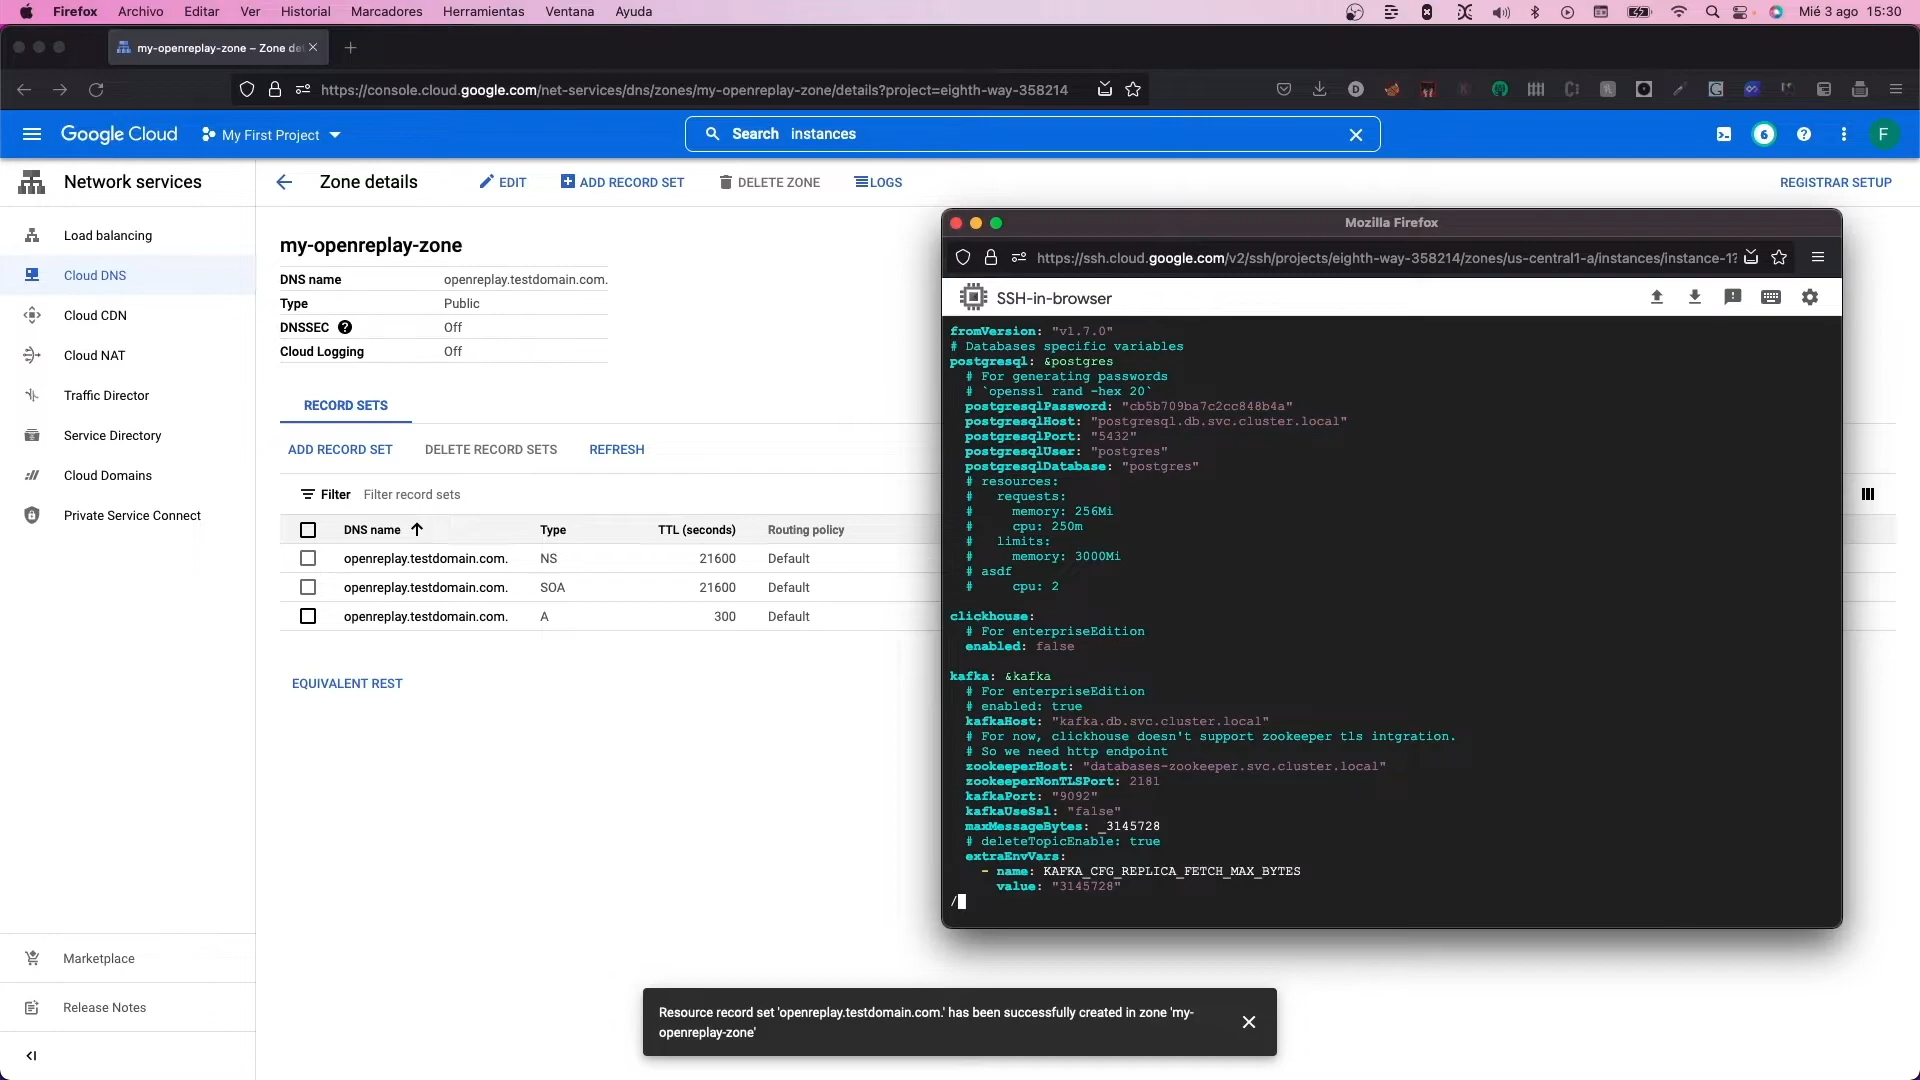 Firefox Archivo Editar Ver Historial Marcadores Herramientas Ventana Ayuda Mié 3 ago 15:30
my-openreplay-zone – Zone de
https://console.cloud.google.com/net-services/dns/zones/my-openreplay-zone/details?project=eighth-way-358214
Google Cloud My First Project Search instances 6 F
Network services
Load balancing
Cloud DNS
Cloud CDN
Cloud NAT
Traffic Director
Service Directory
Cloud Domains
Private Service Connect
Marketplace
Release Notes
Zone details EDIT ADD RECORD SET DELETE ZONE LOGS REGISTRAR SETUP
my-openreplay-zone
DNS name openreplay.testdomain.com.
Type Public
DNSSEC Off
Cloud Logging Off
RECORD SETS
ADD RECORD SET DELETE RECORD SETS REFRESH
Filter Filter record sets
DNS name Type TTL (seconds) Routing policy
openreplay.testdomain.com. NS 21600 Default
openreplay.testdomain.com. SOA 21600 Default
openreplay.testdomain.com. A 300 Default
EQUIVALENT REST
Mozilla Firefox
https://ssh.cloud.google.com/v2/ssh/projects/eighth-way-358214/zones/us-central1-a/instances/instance-1?
SSH-in-browser
fromVersion: "v1.7.0"
# Databases specific variables
postgresql: &postgres
# For generating passwords
# `openssl rand -hex 20`
postgresqlPassword: "cb5b709ba7c2cc848b4a"
postgresqlHost: "postgresql.db.svc.cluster.local"
postgresqlPort: "5432"
postgresqlUser: "postgres"
postgresqlDatabase: "postgres"
# resources:
#   requests:
#     memory: 256Mi
#     cpu: 250m
#   limits:
#     memory: 3000Mi
# asdf
#     cpu: 2
clickhouse:
# For enterpriseEdition
enabled: false
kafka: &kafka
# For enterpriseEdition
# enabled: true
kafkaHost: "kafka.db.svc.cluster.local"
# For now, clickhouse doesn't support zookeeper tls intgration.
# So we need http endpoint
zookeeperHost: "databases-zookeeper.svc.cluster.local"
zookeeperNonTLSPort: 2181
kafkaPort: "9092"
kafkaUseSsl: "false"
maxMessageBytes: _3145728
# deleteTopicEnable: true
extraEnvVars:
- name: KAFKA_CFG_REPLICA_FETCH_MAX_BYTES
value: "3145728"
/
Resource record set 'openreplay.testdomain.com.' has been successfully created in zone 'my-
openreplay-zone'